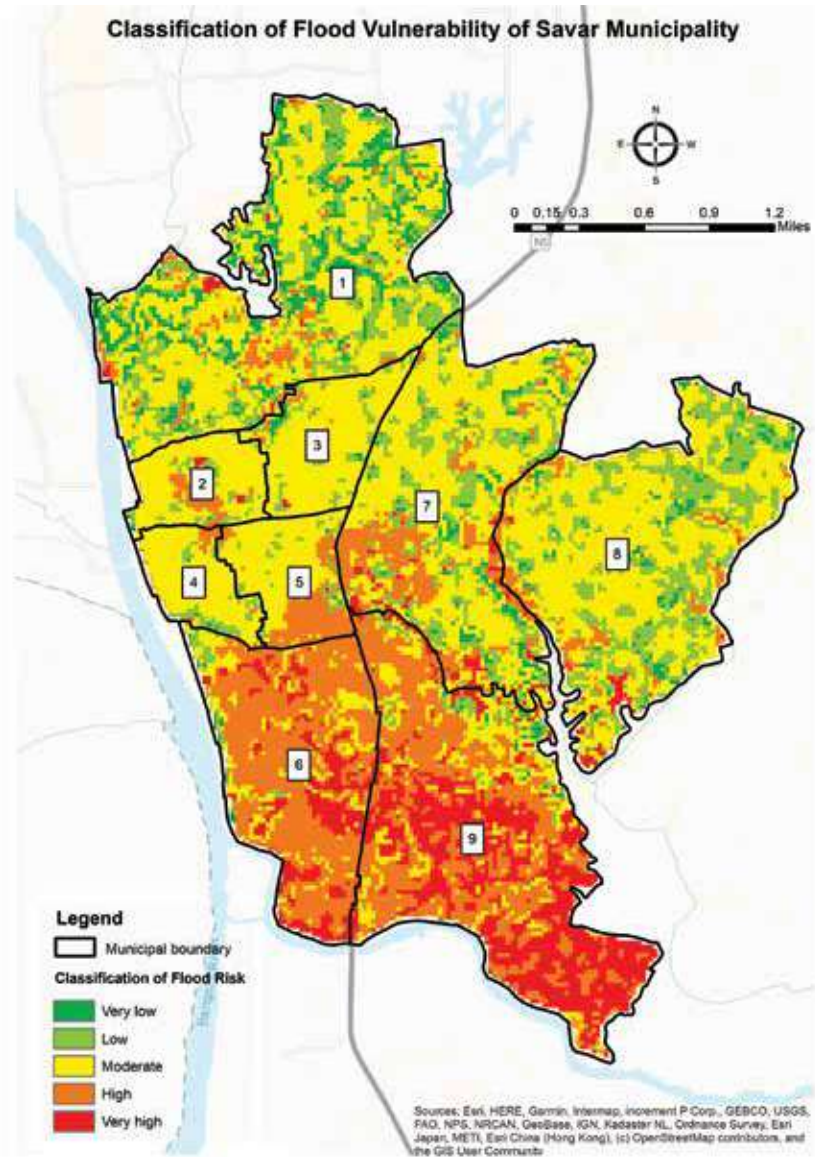 Classification of Flood Vulnerability of Savar Municipality
N
E W
S
0 0.15 0.3 0.6 0.9 1.2
Miles
N5
1
3
2
7
8
4
5
6
9
Legend
Municipal boundary
Classification of Flood Risk
Very low
Low
Moderate
High
Very high
Sources: Esri, HERE, Garmin, Intermap, increment P Corp., GEBCO, USGS,
FAO, NPS, NRCAN, GeoBase, IGN, Kadaster NL, Ordnance Survey, Esri
Japan, METI, Esri China (Hong Kong), (c) OpenStreetMap contributors, and
the GIS User Community